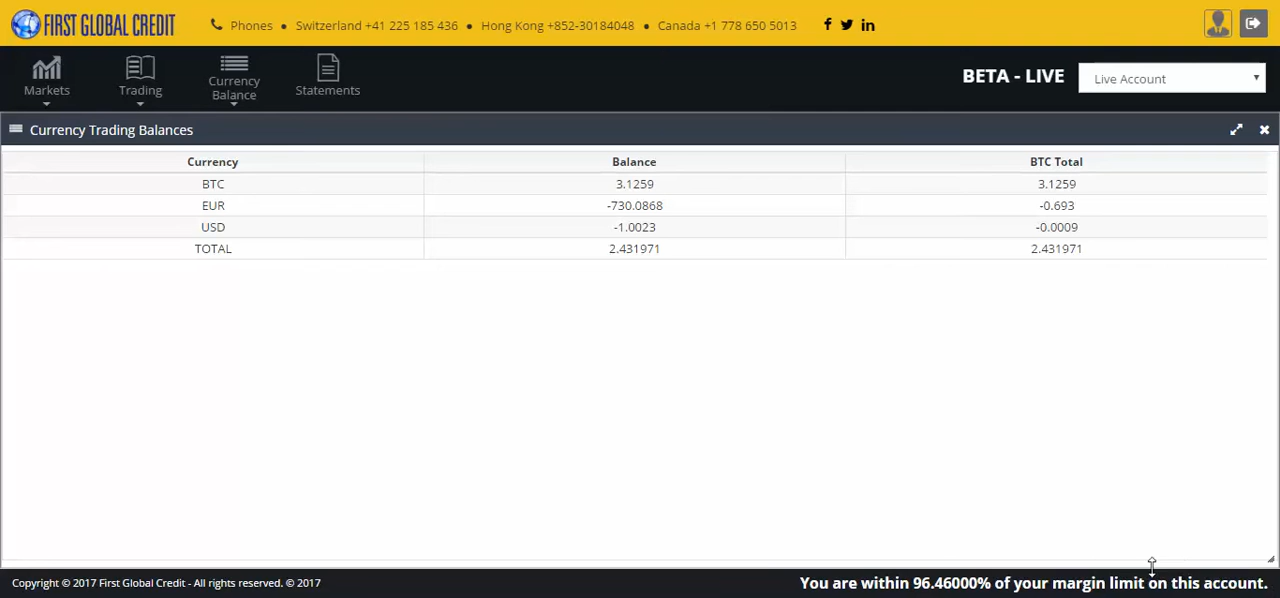 FIRST GLOBAL CREDIT
Phones • Switzerland +41 225 185 436 • Hong Kong +852-30184048 • Canada +1 778 650 5013
Markets
Trading
Currency
Balance
Statements
BETA - LIVE
Live Account
Currency Trading Balances
Currency Balance BTC Total
BTC 3.1259 3.1259
EUR -730.0868 -0.693
USD -1.0023 -0.0009
TOTAL 2.431971 2.431971
Copyright © 2017 First Global Credit - All rights reserved. © 2017
You are within 96.46000% of your margin limit on this account.